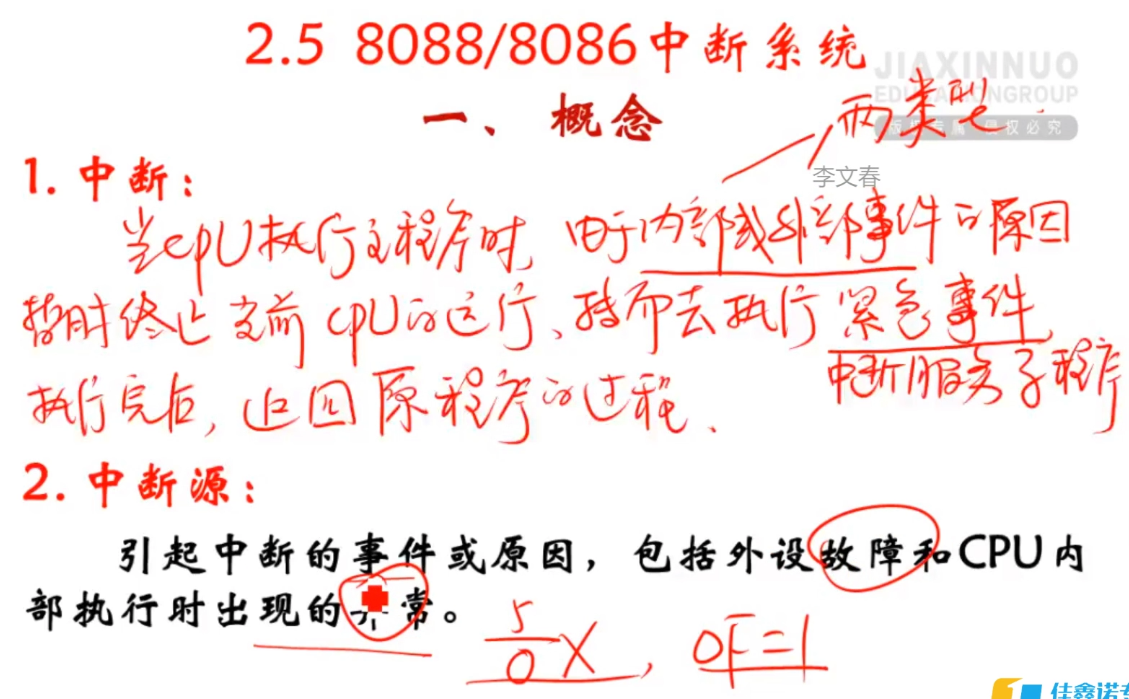 2.5 8088/8086中断系统
JIAXINNUO
EDUCATIONGROUP
版权专属 侵权必究
一、 概念
两类型
李文春
1. 中断：
当CPU执行主程序时, 由于内部或外部事件的原因
暂时终止当前CPU的运行、转而去执行紧急事件
中断服务子程序
执行完后, 返回原程序的过程.
2. 中断源：
引起中断的事件或原因，包括外设故障和CPU内
部执行时出现的异常。
5/0 X, OF=1
佳鑫诺专